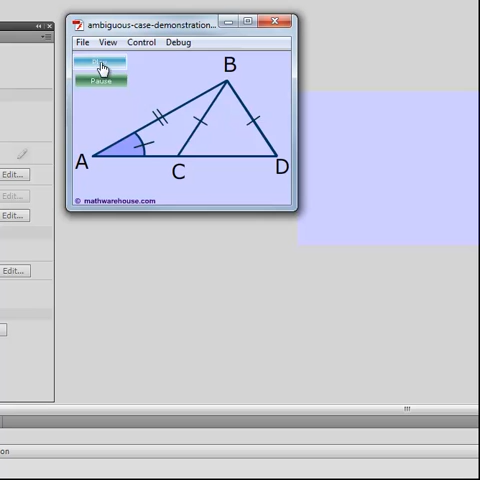 ambiguous-case-demonstration...
File View Control Debug
Pause
B
A
C
D
© mathwarehouse.com
Edit...
Edit...
Edit...
Edit...
on